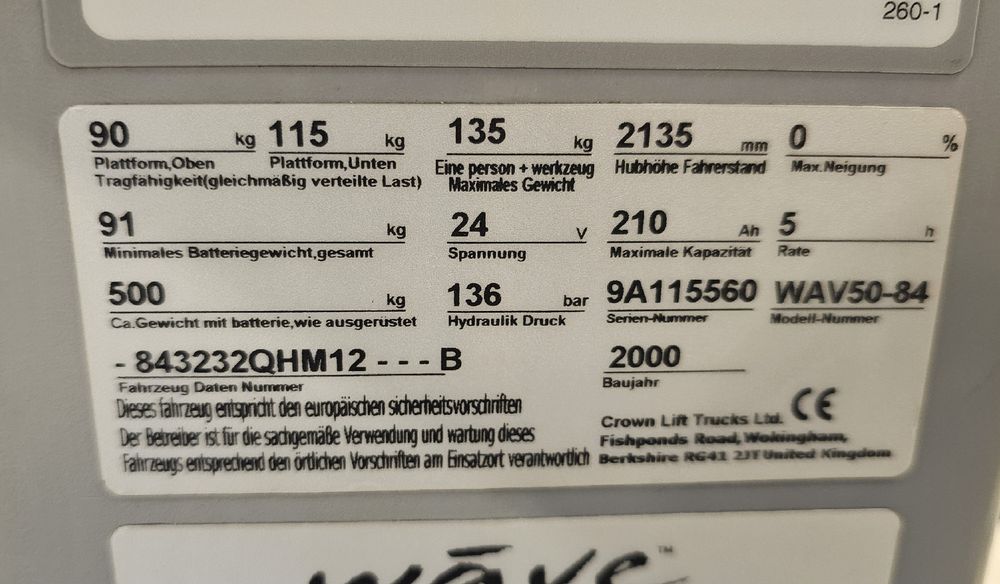 260-1
90 kg 115 kg 135 kg 2135 mm 0 %
Plattform,Oben Plattform,Unten Eine person + werkzeug Hubhöhe Fahrerstand Max.Neigung
Tragfähigkeit(gleichmäßig verteilte Last) Maximales Gewicht
91 kg 24 V 210 Ah 5 h
Minimales Batteriegewicht,gesamt Spannung Maximale Kapazität Rate
500 kg 136 bar 9A115560 WAV50-84
Ca.Gewicht mit batterie,wie ausgerüstet Hydraulik Druck Serien-Nummer Modell-Nummer
- 843232QHM12 - - - B 2000
Fahrzeug Daten Nummer Baujahr
Dieses fahrzeug entspricht den europäischen sicherheitsvorschriften
Der Betreiber ist für die sachgemäße Verwendung und wartung dieses
Fahrzeugs entsprechend den örtlichen Vorschriften am Einsatzort verantwortlich
Crown Lift Trucks Ltd. CE
Fishponds Road, Wokingham,
Berkshire RG41 2JT United Kingdom
wāve ™